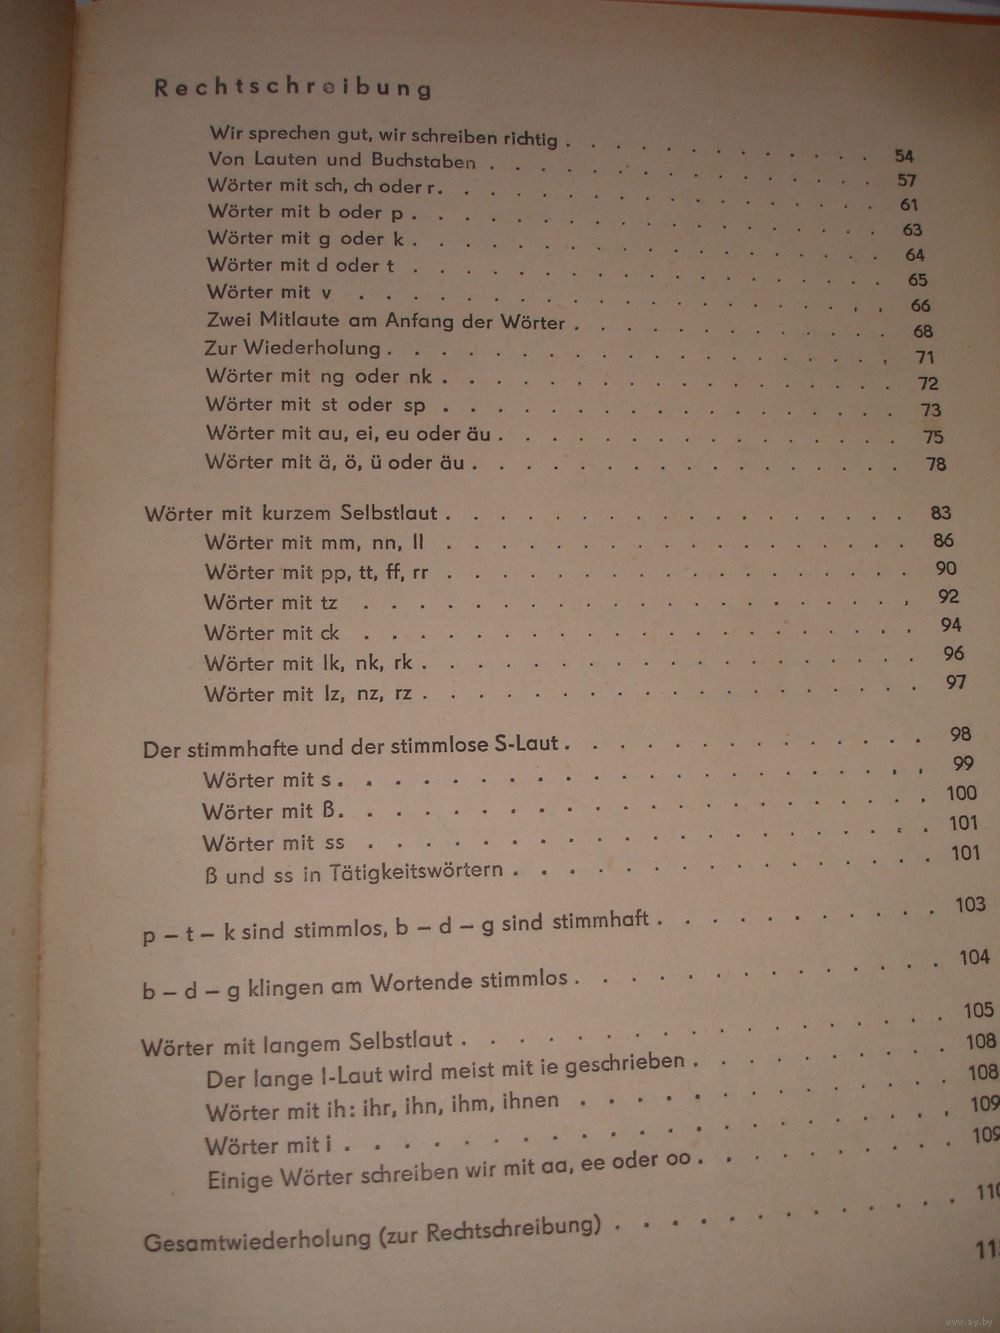 Rechtschreibung
Wir sprechen gut, wir schreiben richtig . . . . . . . . . . . . 54
Von Lauten und Buchstaben . . . . . . . . . . . . . . . 57
Wörter mit sch, ch oder r . . . . . . . . . . . . . . . . 61
Wörter mit b oder p . . . . . . . . . . . . . . . . . . 63
Wörter mit g oder k . . . . . . . . . . . . . . . . . . 64
Wörter mit d oder t . . . . . . . . . . . . . . . . . . 65
Wörter mit v . . . . . . . . . . . . . . . . . . . . 66
Zwei Mitlaute am Anfang der Wörter . . . . . . . . . . . . 68
Zur Wiederholung . . . . . . . . . . . . . . . . . . . 71
Wörter mit ng oder nk . . . . . . . . . . . . . . . . . 72
Wörter mit st oder sp . . . . . . . . . . . . . . . . . 73
Wörter mit au, ei, eu oder äu . . . . . . . . . . . . . . . 75
Wörter mit ä, ö, ü oder äu . . . . . . . . . . . . . . . . 78
Wörter mit kurzem Selbstlaut . . . . . . . . . . . . . . . . . 83
Wörter mit mm, nn, ll . . . . . . . . . . . . . . . . . 86
Wörter mit pp, tt, ff, rr . . . . . . . . . . . . . . . . . 90
Wörter mit tz . . . . . . . . . . . . . . . . . . . . 92
Wörter mit ck . . . . . . . . . . . . . . . . . . . . 94
Wörter mit lk, nk, rk . . . . . . . . . . . . . . . . . . 96
Wörter mit lz, nz, rz . . . . . . . . . . . . . . . . . . 97
Der stimmhafte und der stimmlose S-Laut . . . . . . . . . . . . . 98
Wörter mit s . . . . . . . . . . . . . . . . . . . . . 99
Wörter mit ß . . . . . . . . . . . . . . . . . . . . . 100
Wörter mit ss . . . . . . . . . . . . . . . . . . . . 101
ß und ss in Tätigkeitswörtern . . . . . . . . . . . . . . . 101
p – t – k sind stimmlos, b – d – g sind stimmhaft . . . . . . . . . . . 103
b – d – g klingen am Wortende stimmlos . . . . . . . . . . . . . 104
Wörter mit langem Selbstlaut . . . . . . . . . . . . . . . . . 105
Der lange I-Laut wird meist mit ie geschrieben . . . . . . . . . . 108
Wörter mit ih: ihr, ihn, ihm, ihnen . . . . . . . . . . . . . 108
Wörter mit i . . . . . . . . . . . . . . . . . . . . . 109
Einige Wörter schreiben wir mit aa, ee oder oo . . . . . . . . . 109
Gesamtwiederholung (zur Rechtschreibung) . . . . . . . . . . . . . 110
www.ay.by